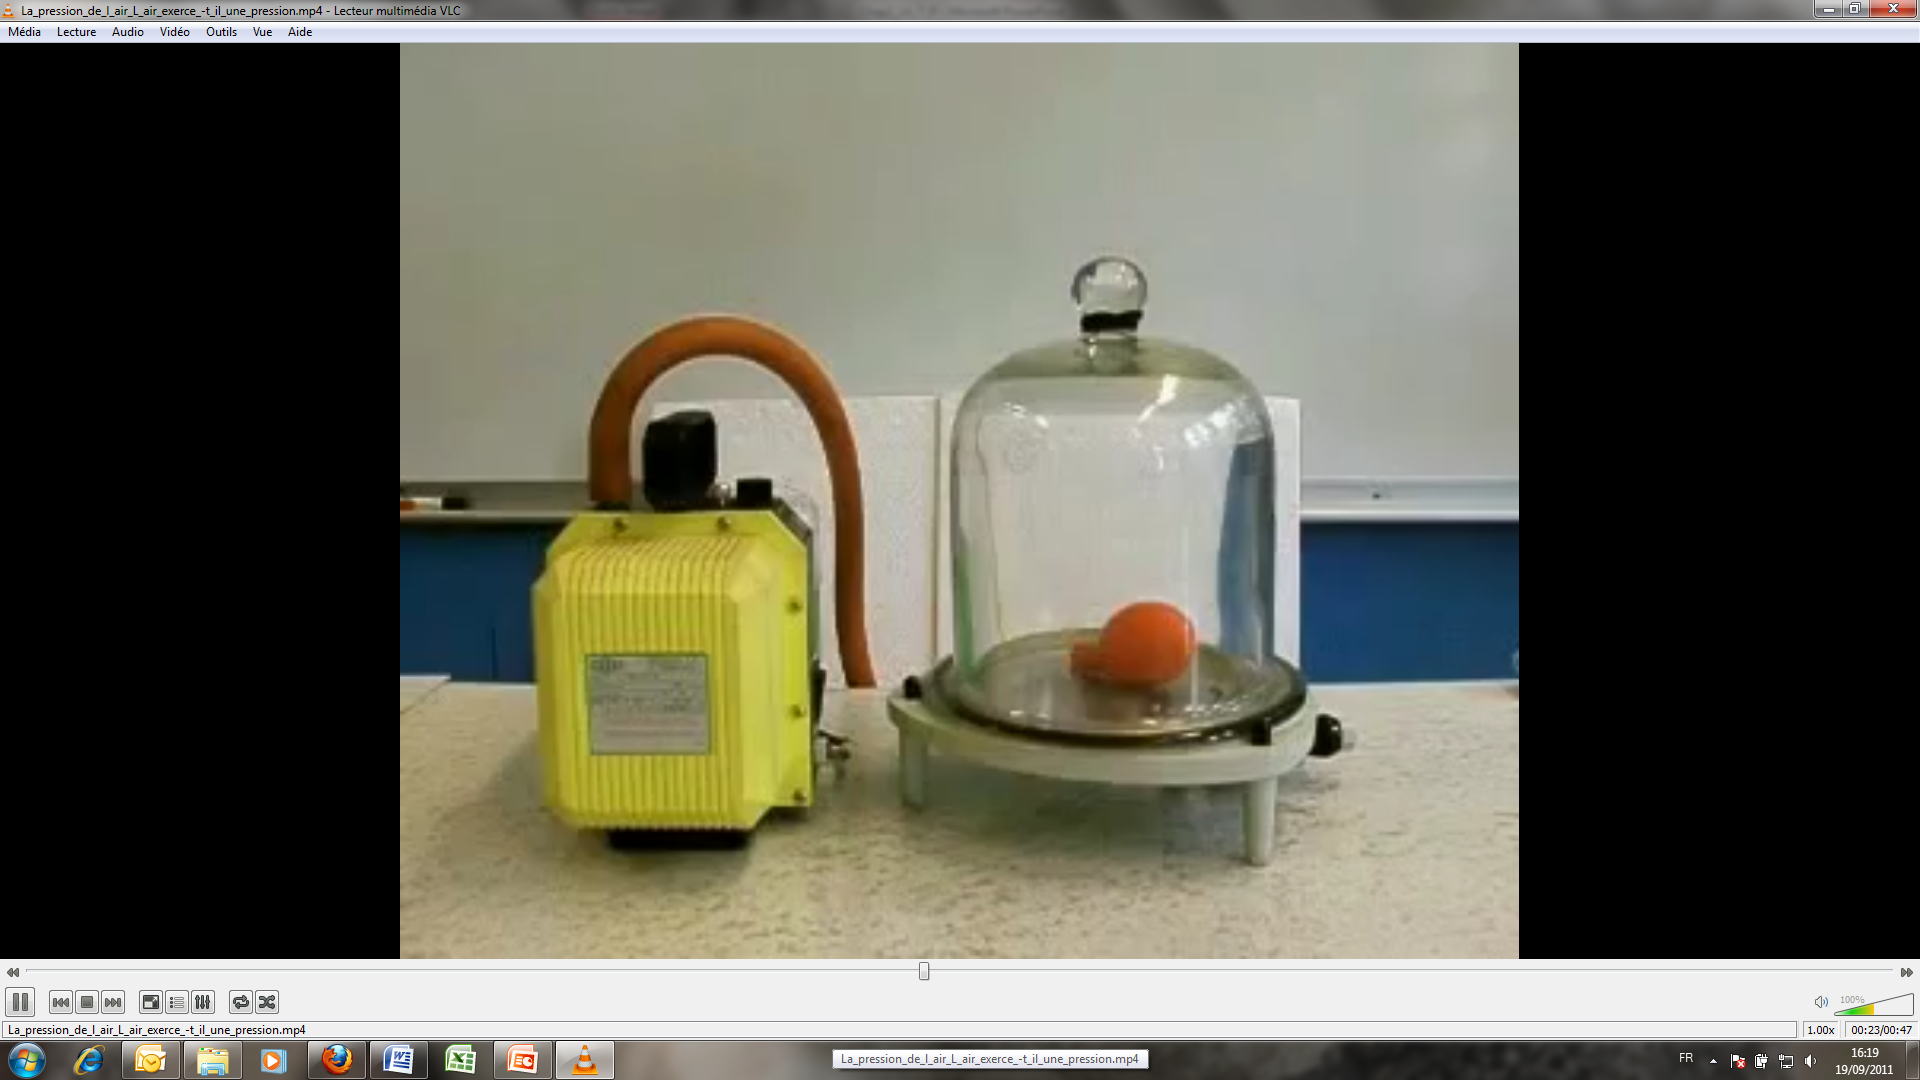 La_pression_de_l_air_L_air_exerce_-t_il_une_pression.mp4 - Lecteur multimédia VLC
Média Lecture Audio Vidéo Outils Vue Aide
100%
La_pression_de_l_air_L_air_exerce_-t_il_une_pression.mp4
1.00x 00:23/00:47
La_pression_de_l_air_L_air_exerce_-t_il_une_pression.mp4
FR
16:19
19/09/2011